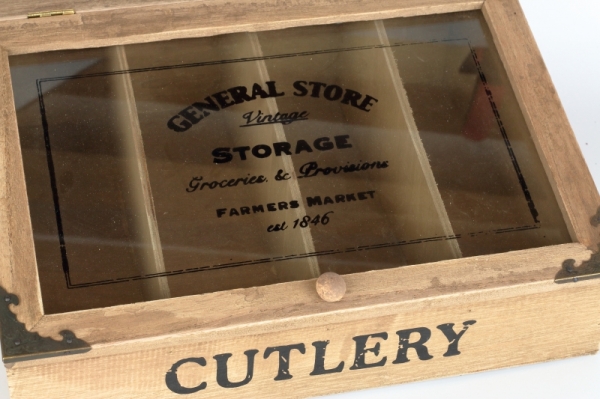 GENERAL STORE
Vintage
STORAGE
Groceries. & Provisions
FARMERS MARKET
est 1846
CUTLERY